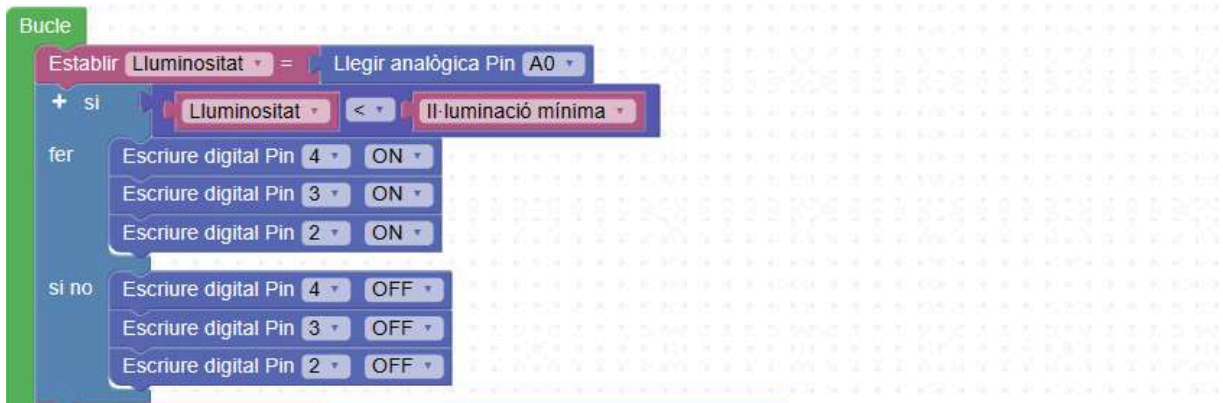 Bucle
Establir Lluminositat = Llegir analògica Pin A0
+ si Lluminositat < Il·luminació mínima
fer Escriure digital Pin 4 ON
Escriure digital Pin 3 ON
Escriure digital Pin 2 ON
si no Escriure digital Pin 4 OFF
Escriure digital Pin 3 OFF
Escriure digital Pin 2 OFF